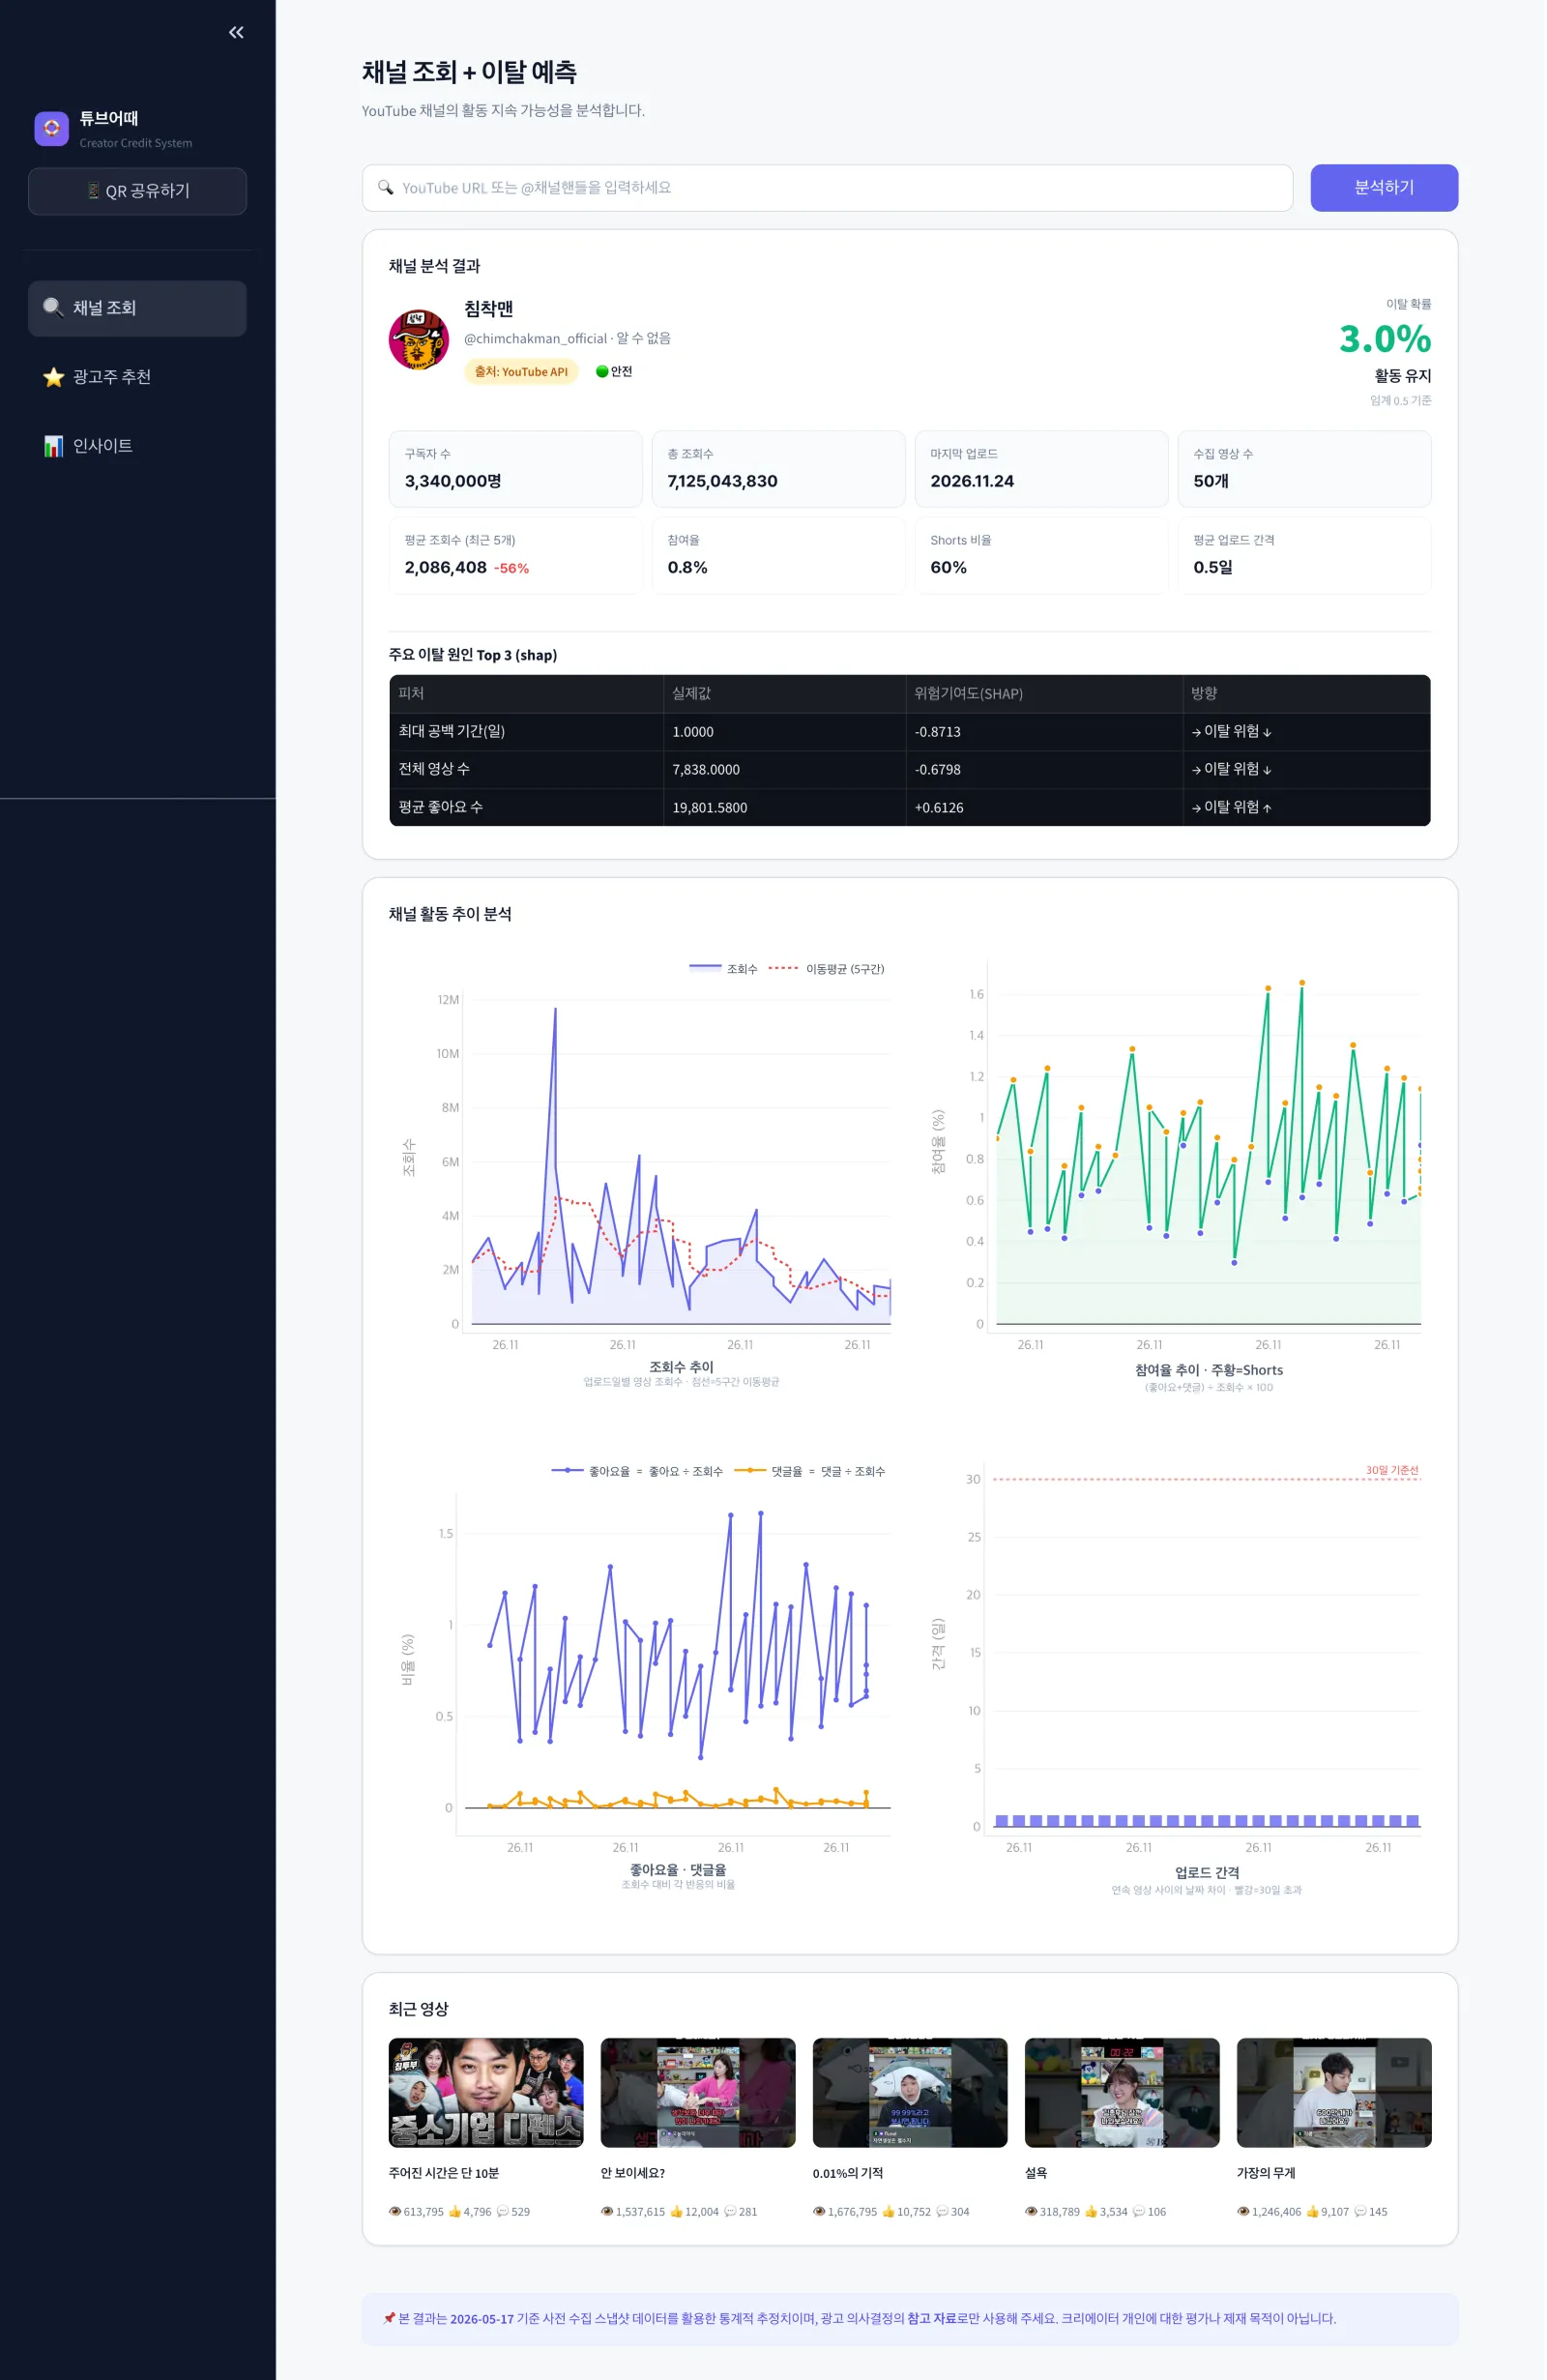 튜브어때
Creator Credit System
QR 공유하기
채널 조회
광고주 추천
인사이트
채널 조회 + 이탈 예측
YouTube 채널의 활동 지속 가능성을 분석합니다.
YouTube URL 또는 @채널핸들을 입력하세요
분석하기
채널 분석 결과
침착맨
@chimchakman_official · 알 수 없음
출처: YouTube API 안전
이탈 확률
3.0%
활동 유지
임계 0.5 기준
구독자 수 총 조회수 마지막 업로드 수집 영상 수
3,340,000명 7,125,043,830 2026.11.24 50개
평균 조회수 (최근 5개) 참여율 Shorts 비율 평균 업로드 간격
2,086,408 -56% 0.8% 60% 0.5일
주요 이탈 원인 Top 3 (shap)
피처 실제값 위험기여도(SHAP) 방향
최대 공백 기간(일) 1.0000 -0.8713 → 이탈 위험 ↓
전체 영상 수 7,838.0000 -0.6798 → 이탈 위험 ↓
평균 좋아요 수 19,801.5800 +0.6126 → 이탈 위험 ↑
채널 활동 추이 분석
조회수 이동평균 (5구간)
12M
10M
8M
6M
4M
2M
0
조회수
26.11 26.11 26.11 26.11
조회수 추이
업로드일별 영상 조회수 · 점선=5구간 이동평균
1.6
1.4
1.2
1
0.8
0.6
0.4
0.2
0
참여율 (%)
26.11 26.11 26.11 26.11
참여율 추이 · 주황=Shorts
(좋아요+댓글) ÷ 조회수 × 100
좋아요율 = 좋아요 ÷ 조회수 댓글율 = 댓글 ÷ 조회수
1.5
1
0.5
0
비율 (%)
26.11 26.11 26.11 26.11
좋아요율 · 댓글율
조회수 대비 각 반응의 비율
30일 기준선
30
25
20
15
10
5
0
간격 (일)
26.11 26.11 26.11 26.11
업로드 간격
연속 영상 사이의 날짜 차이 · 빨강=30일 초과
최근 영상
침투부
중소기업 디펜스
99.99%라고
00:22
주어진 시간은 단 10분 안 보이세요? 0.01%의 기적 설욕 가장의 무게
613,795 4,796 529 1,537,615 12,004 281 1,676,795 10,752 304 318,789 3,534 106 1,246,406 9,107 145
본 결과는 2026-05-17 기준 사전 수집 스냅샷 데이터를 활용한 통계적 추정치이며, 광고 의사결정의 참고 자료로만 사용해 주세요. 크리에이터 개인에 대한 평가나 제재 목적이 아닙니다.